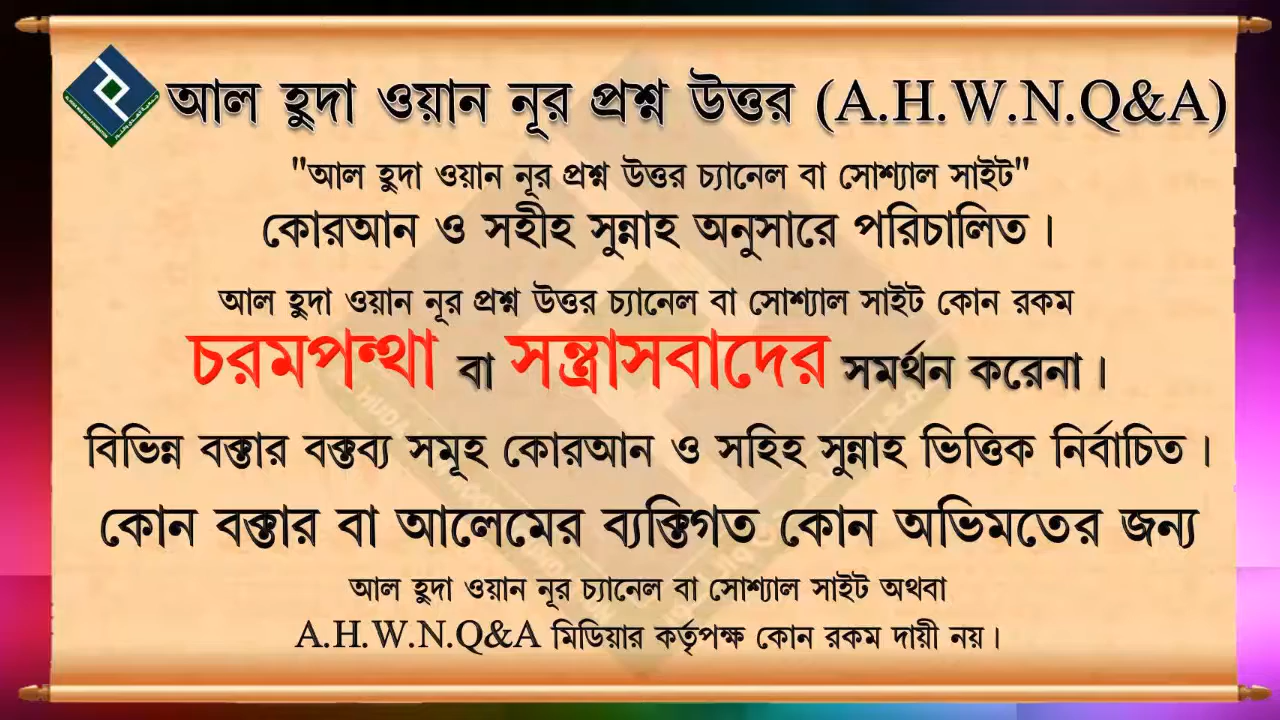 আল হুদা ওয়ান নূর প্রশ্ন উত্তর (A.H.W.N.Q&A)
"আল হুদা ওয়ান নূর প্রশ্ন উত্তর চ্যানেল বা সোশ্যাল সাইট"
কোরআন ও সহীহ সুন্নাহ অনুসারে পরিচালিত।
আল হুদা ওয়ান নূর প্রশ্ন উত্তর চ্যানেল বা সোশ্যাল সাইট কোন রকম
চরমপন্থা বা সন্ত্রাসবাদের সমর্থন করেনা।
বিভিন্ন বক্তার বক্তব্য সমূহ কোরআন ও সহিহ সুন্নাহ ভিত্তিক নির্বাচিত।
কোন বক্তার বা আলেমের ব্যক্তিগত কোন অভিমতের জন্য
আল হুদা ওয়ান নূর চ্যানেল বা সোশ্যাল সাইট অথবা
A.H.W.N.Q&A মিডিয়ার কর্তৃপক্ষ কোন রকম দায়ী নয়।